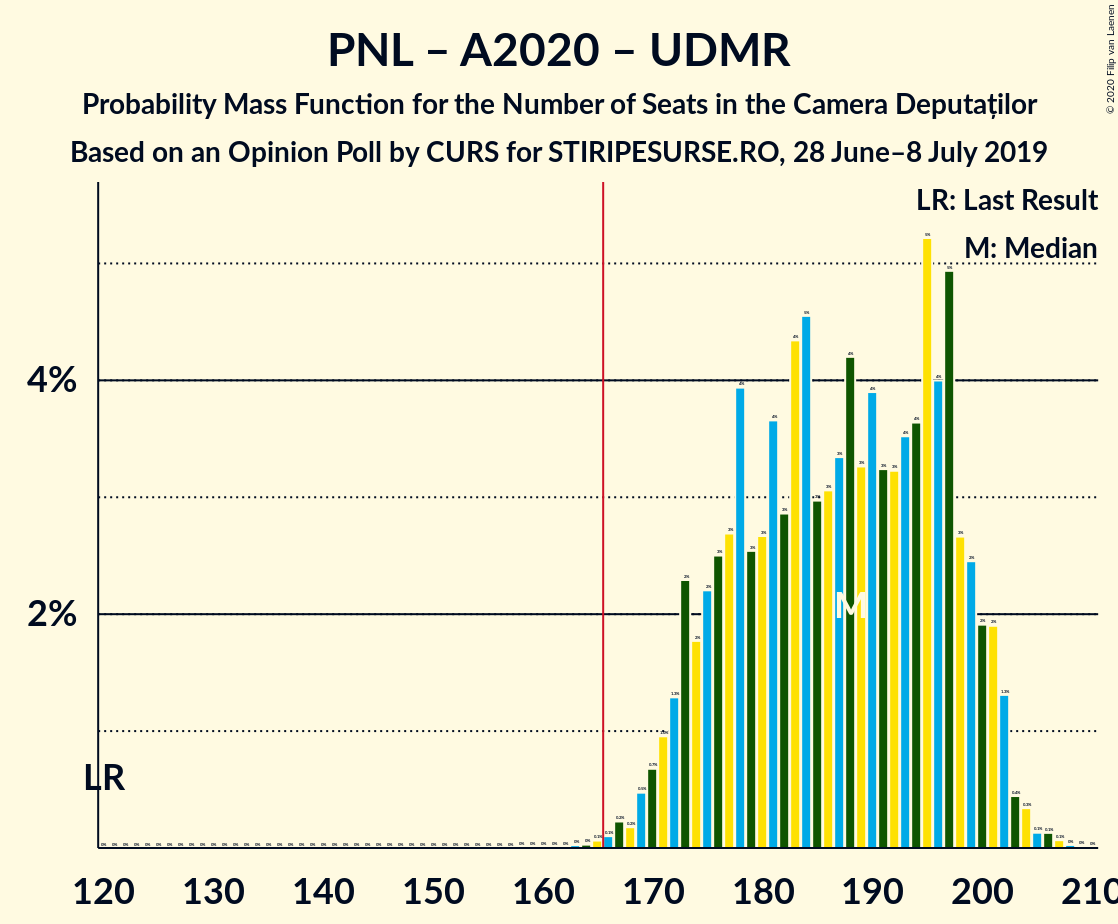 PNL – A2020 – UDMR
Probability Mass Function for the Number of Seats in the Camera Deputaților
Based on an Opinion Poll by CURS for STIRIPESURSE.RO, 28 June–8 July 2019
© 2020 Filip van Laenen
LR: Last Result
M: Median
4%
2%
LR
M
120 130 140 150 160 170 180 190 200 210